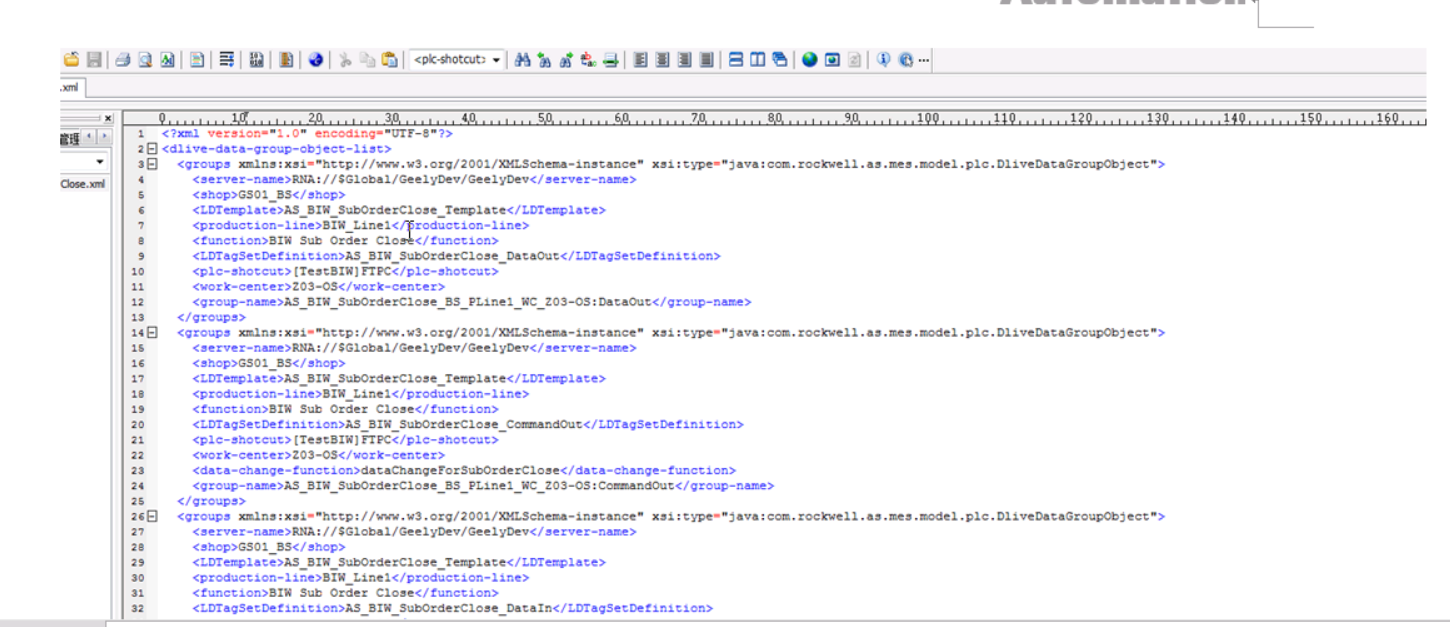 Automation
<plc-shotcut>
.xml
管理
Close.xml
0 10 20 30 40 50 60 70 80 90 100 110 120 130 140 150 160
1 <?xml version="1.0" encoding="UTF-8"?>
2 <dlive-data-group-object-list>
3 <groups xmlns:xsi="http://www.w3.org/2001/XMLSchema-instance" xsi:type="java:com.rockwell.as.mes.model.plc.DliveDataGroupObject">
4 <server-name>RNA://$Global/GeelyDev/GeelyDev</server-name>
5 <shop>GS01_BS</shop>
6 <LDTemplate>AS_BIW_SubOrderClose_Template</LDTemplate>
7 <production-line>BIW_Line1</production-line>
8 <function>BIW Sub Order Close</function>
9 <LDTagSetDefinition>AS_BIW_SubOrderClose_DataOut</LDTagSetDefinition>
10 <plc-shotcut>[TestBIW]FTPC</plc-shotcut>
11 <work-center>Z03-OS</work-center>
12 <group-name>AS_BIW_SubOrderClose_BS_PLine1_WC_Z03-OS:DataOut</group-name>
13 </groups>
14 <groups xmlns:xsi="http://www.w3.org/2001/XMLSchema-instance" xsi:type="java:com.rockwell.as.mes.model.plc.DliveDataGroupObject">
15 <server-name>RNA://$Global/GeelyDev/GeelyDev</server-name>
16 <shop>GS01_BS</shop>
17 <LDTemplate>AS_BIW_SubOrderClose_Template</LDTemplate>
18 <production-line>BIW_Line1</production-line>
19 <function>BIW Sub Order Close</function>
20 <LDTagSetDefinition>AS_BIW_SubOrderClose_CommandOut</LDTagSetDefinition>
21 <plc-shotcut>[TestBIW]FTPC</plc-shotcut>
22 <work-center>Z03-OS</work-center>
23 <data-change-function>dataChangeForSubOrderClose</data-change-function>
24 <group-name>AS_BIW_SubOrderClose_BS_PLine1_WC_Z03-OS:CommandOut</group-name>
25 </groups>
26 <groups xmlns:xsi="http://www.w3.org/2001/XMLSchema-instance" xsi:type="java:com.rockwell.as.mes.model.plc.DliveDataGroupObject">
27 <server-name>RNA://$Global/GeelyDev/GeelyDev</server-name>
28 <shop>GS01_BS</shop>
29 <LDTemplate>AS_BIW_SubOrderClose_Template</LDTemplate>
30 <production-line>BIW_Line1</production-line>
31 <function>BIW Sub Order Close</function>
32 <LDTagSetDefinition>AS_BIW_SubOrderClose_DataIn</LDTagSetDefinition>